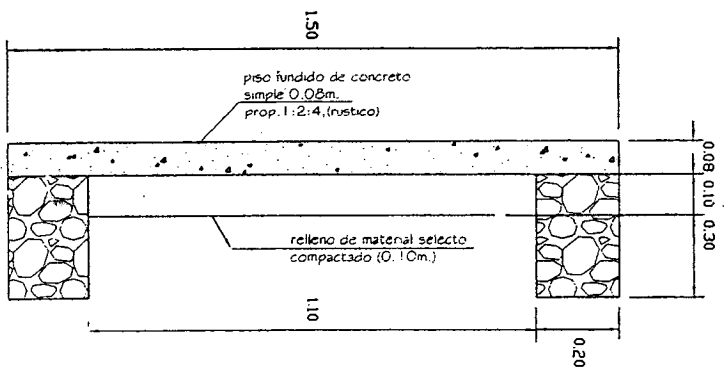 1.50
piso fundido de concreto
simple 0.08m.
prop. 1:2:4,(rustico)
0.08
0.10
0.30
relleno de material selecto
compactado (0.10m.)
1.10
0.20